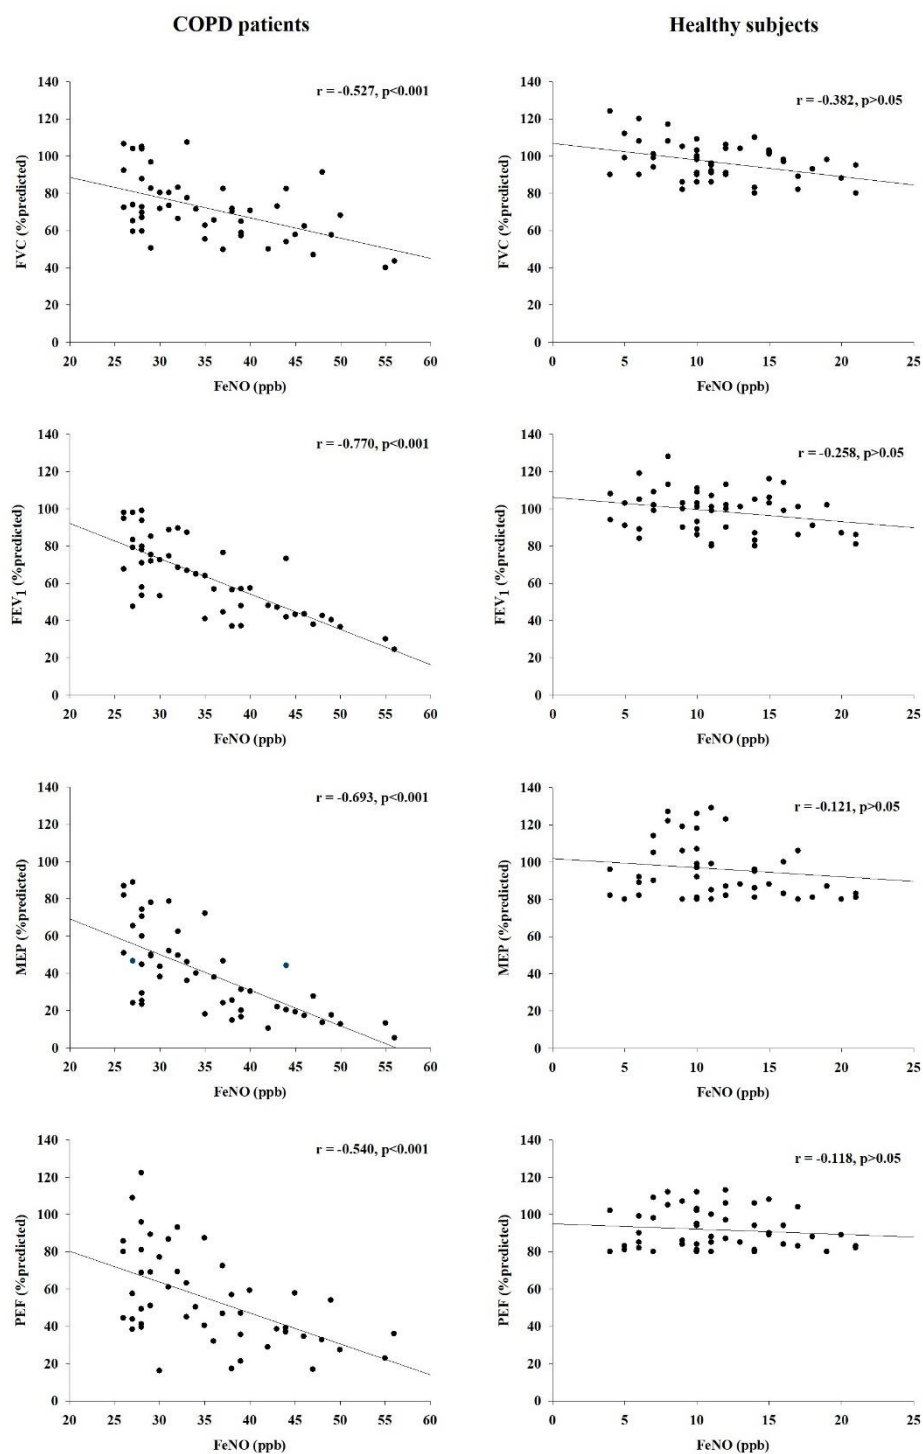 COPD patients
Healthy subjects
r = -0.527, p<0.001
FVC (%predicted)
140
120
100
80
60
40
20
0
20 25 30 35 40 45 50 55 60
FeNO (ppb)
r = -0.382, p>0.05
FVC (%predicted)
140
120
100
80
60
40
20
0
0 5 10 15 20 25
FeNO (ppb)
r = -0.770, p<0.001
FEV1 (%predicted)
140
120
100
80
60
40
20
0
20 25 30 35 40 45 50 55 60
FeNO (ppb)
r = -0.258, p>0.05
FEV1 (%predicted)
140
120
100
80
60
40
20
0
0 5 10 15 20 25
FeNO (ppb)
r = -0.693, p<0.001
MEP (%predicted)
140
120
100
80
60
40
20
0
20 25 30 35 40 45 50 55 60
FeNO (ppb)
r = -0.121, p>0.05
MEP (%predicted)
140
120
100
80
60
40
20
0
0 5 10 15 20 25
FeNO (ppb)
r = -0.540, p<0.001
PEF (%predicted)
140
120
100
80
60
40
20
0
20 25 30 35 40 45 50 55 60
FeNO (ppb)
r = -0.118, p>0.05
PEF (%predicted)
140
120
100
80
60
40
20
0
0 5 10 15 20 25
FeNO (ppb)